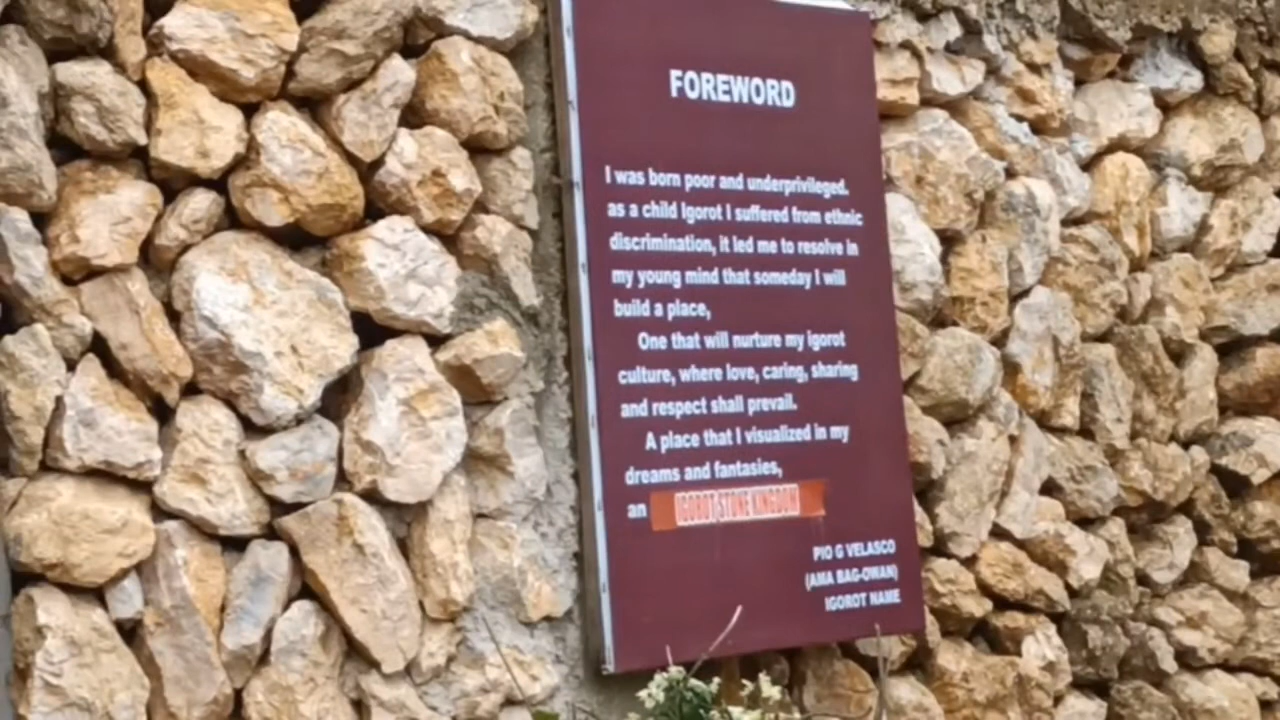 FOREWORD
I was born poor and underprivileged.
as a child Igorot I suffered from ethnic
discrimination, it led me to resolve in
my young mind that someday I will
build a place,
One that will nurture my igorot
culture, where love, caring, sharing
and respect shall prevail.
A place that I visualized in my
dreams and fantasies,
an IGOROT STONE KINGDOM
PIO G VELASCO
(AMA BAG-OWAN)
IGOROT NAME